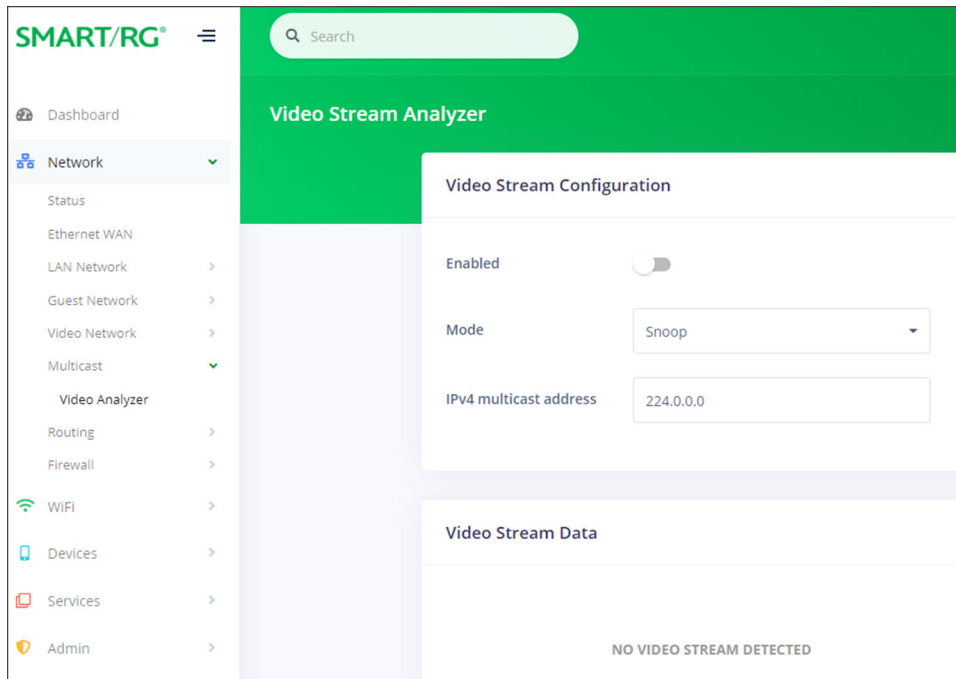 SMART/RG®
Search
Dashboard
Network
Status
Ethernet WAN
LAN Network
Guest Network
Video Network
Multicast
Video Analyzer
Routing
Firewall
WiFi
Devices
Services
Admin
Video Stream Analyzer
Video Stream Configuration
Enabled
Mode
Snoop
IPv4 multicast address
224.0.0.0
Video Stream Data
NO VIDEO STREAM DETECTED